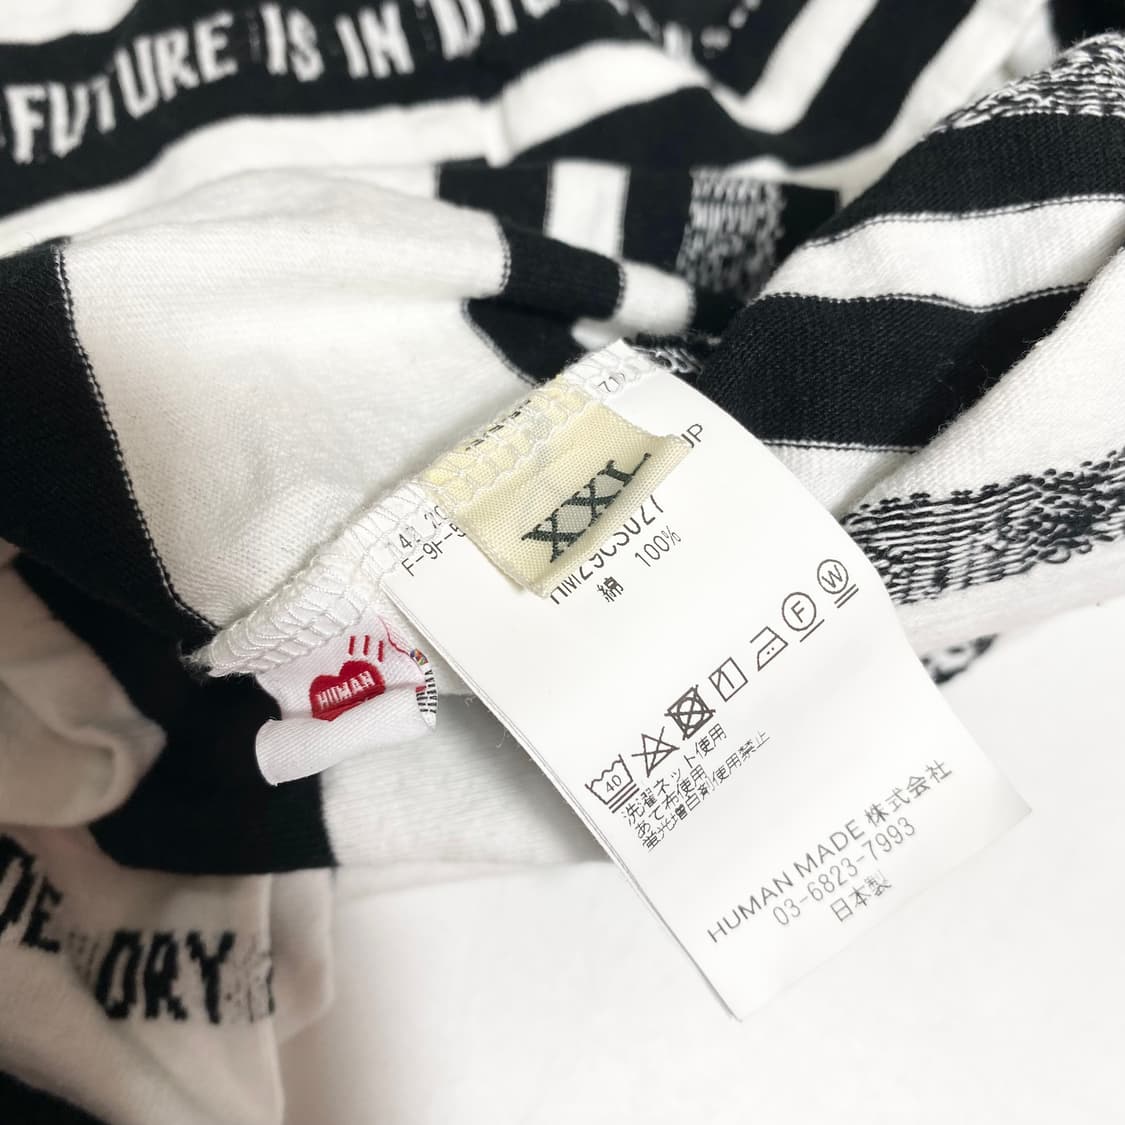 FUTURE IS IN
JP
XXL
綿 100%
HUMAN
40
F
W
洗濯ネット使用
あて布使用
蛍光増白剤使用禁止
HUMAN MADE 株式会社
03-6823-7993
日本製
DRY